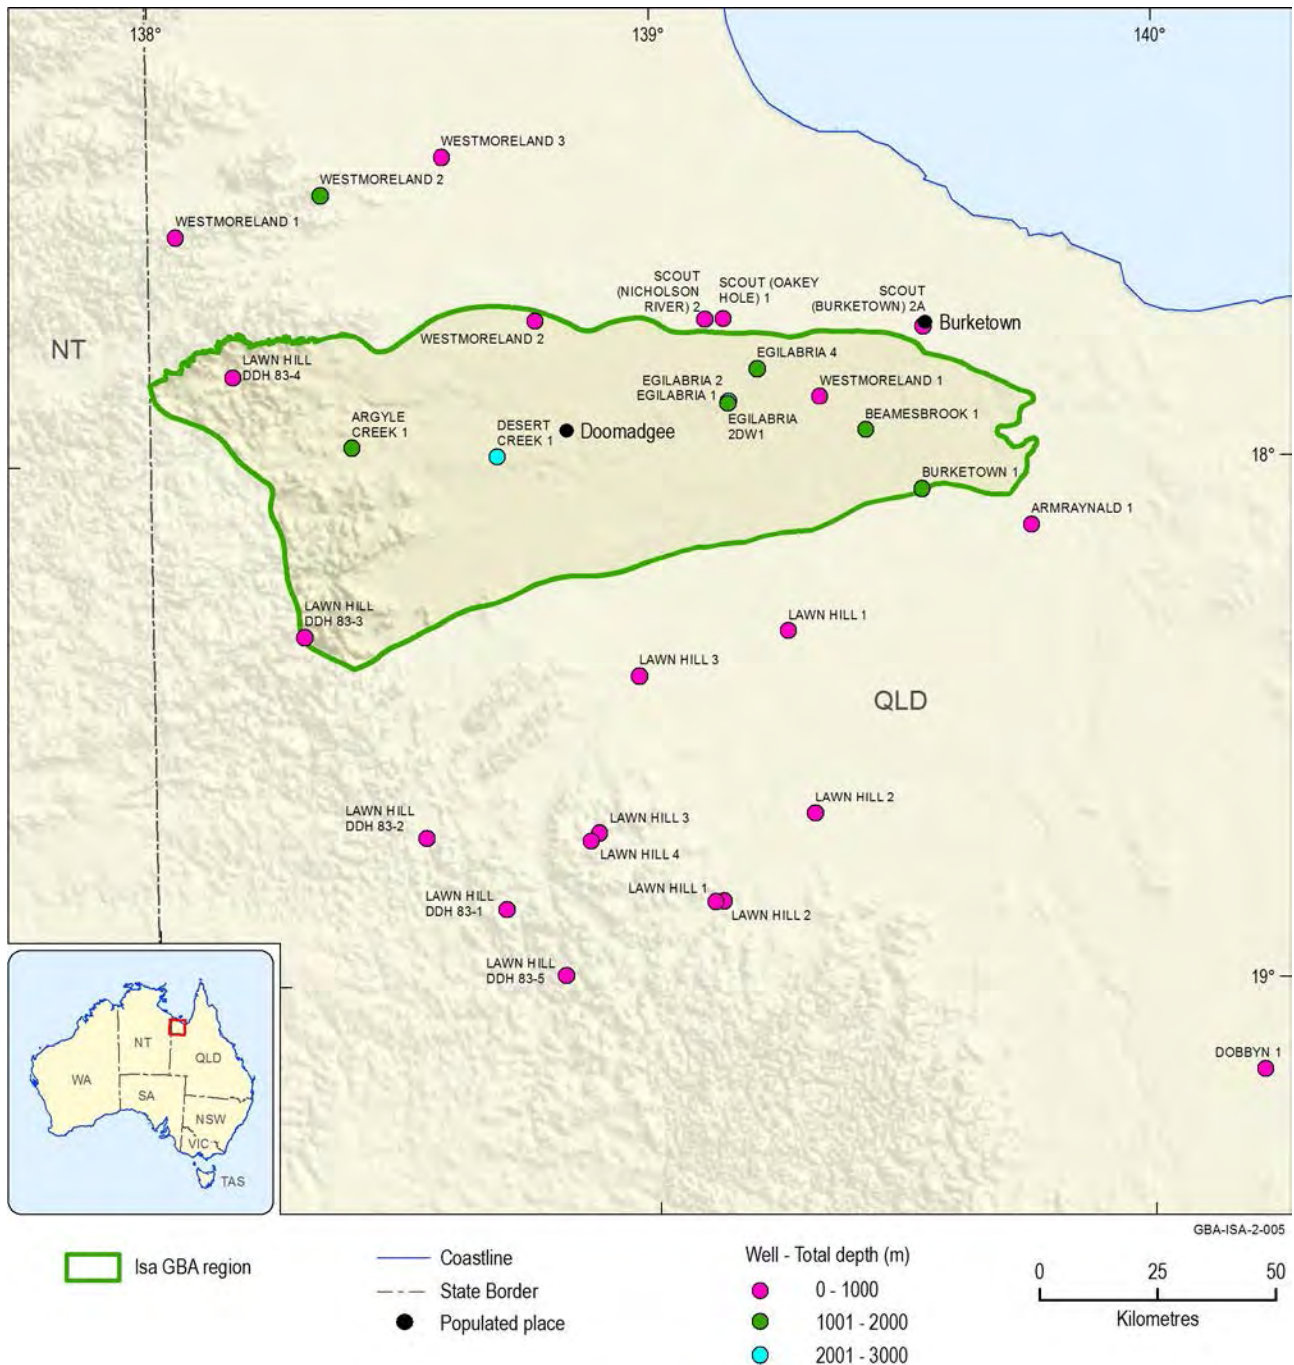 138°
139°
140°
WESTMORELAND 3
WESTMORELAND 2
WESTMORELAND 1
SCOUT
(NICHOLSON
RIVER) 2
SCOUT (OAKEY
HOLE) 1
SCOUT
(BURKETOWN) 2A
Burketown
NT
WESTMORELAND 2
LAWN HILL
DDH 83-4
EGILABRIA 4
EGILABRIA 2
EGILABRIA 1
WESTMORELAND 1
EGILABRIA
2DW1
BEAMESBROOK 1
ARGYLE
CREEK 1
DESERT
CREEK 1
Doomadgee
18°
BURKETOWN 1
ARMRAYNALD 1
LAWN HILL
DDH 83-3
LAWN HILL 1
LAWN HILL 3
QLD
LAWN HILL 2
LAWN HILL
DDH 83-2
LAWN HILL 3
LAWN HILL 4
LAWN HILL
DDH 83-1
LAWN HILL 1
LAWN HILL 2
LAWN HILL
DDH 83-5
19°
DOBBYN 1
NT
QLD
WA
SA
NSW
VIC
TAS
GBA-ISA-2-005
Isa GBA region
Coastline
State Border
Populated place
Well - Total depth (m)
0 - 1000
1001 - 2000
2001 - 3000
0 25 50
Kilometres